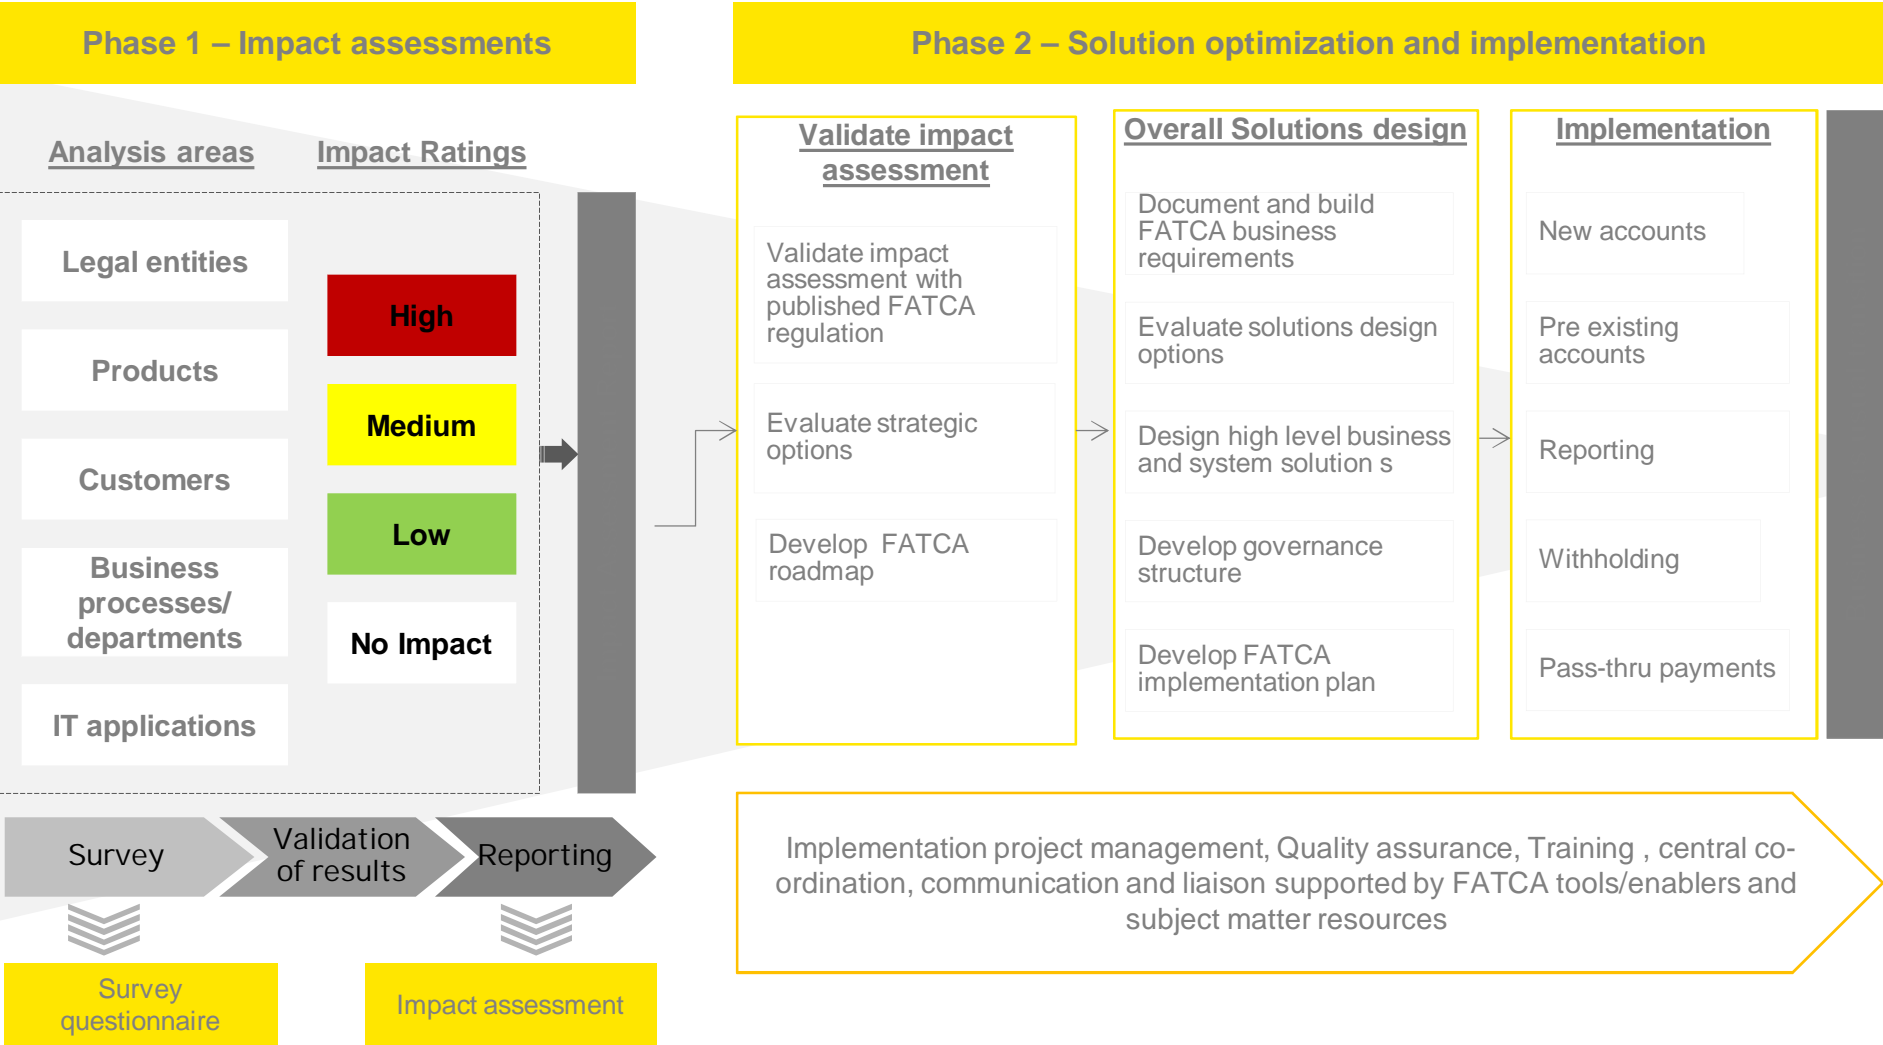 Phase 1 – Impact assessments
Phase 2 – Solution optimization and implementation
Analysis areas
Impact Ratings
Legal entities
Products
Customers
Business
processes/
departments
IT applications
High
Medium
Low
No Impact
Survey
Validation
of results
Reporting
Survey
questionnaire
Impact assessment
Validate impact
assessment
Validate impact
assessment with
published FATCA
regulation
Evaluate strategic
options
Develop FATCA
roadmap
Overall Solutions design
Document and build
FATCA business
requirements
Evaluate solutions design
options
Design high level business
and system solution s
Develop governance
structure
Develop FATCA
implementation plan
Implementation
New accounts
Pre existing
accounts
Reporting
Withholding
Pass-thru payments
Implementation project management, Quality assurance, Training , central co-
ordination, communication and liaison supported by FATCA tools/enablers and
subject matter resources